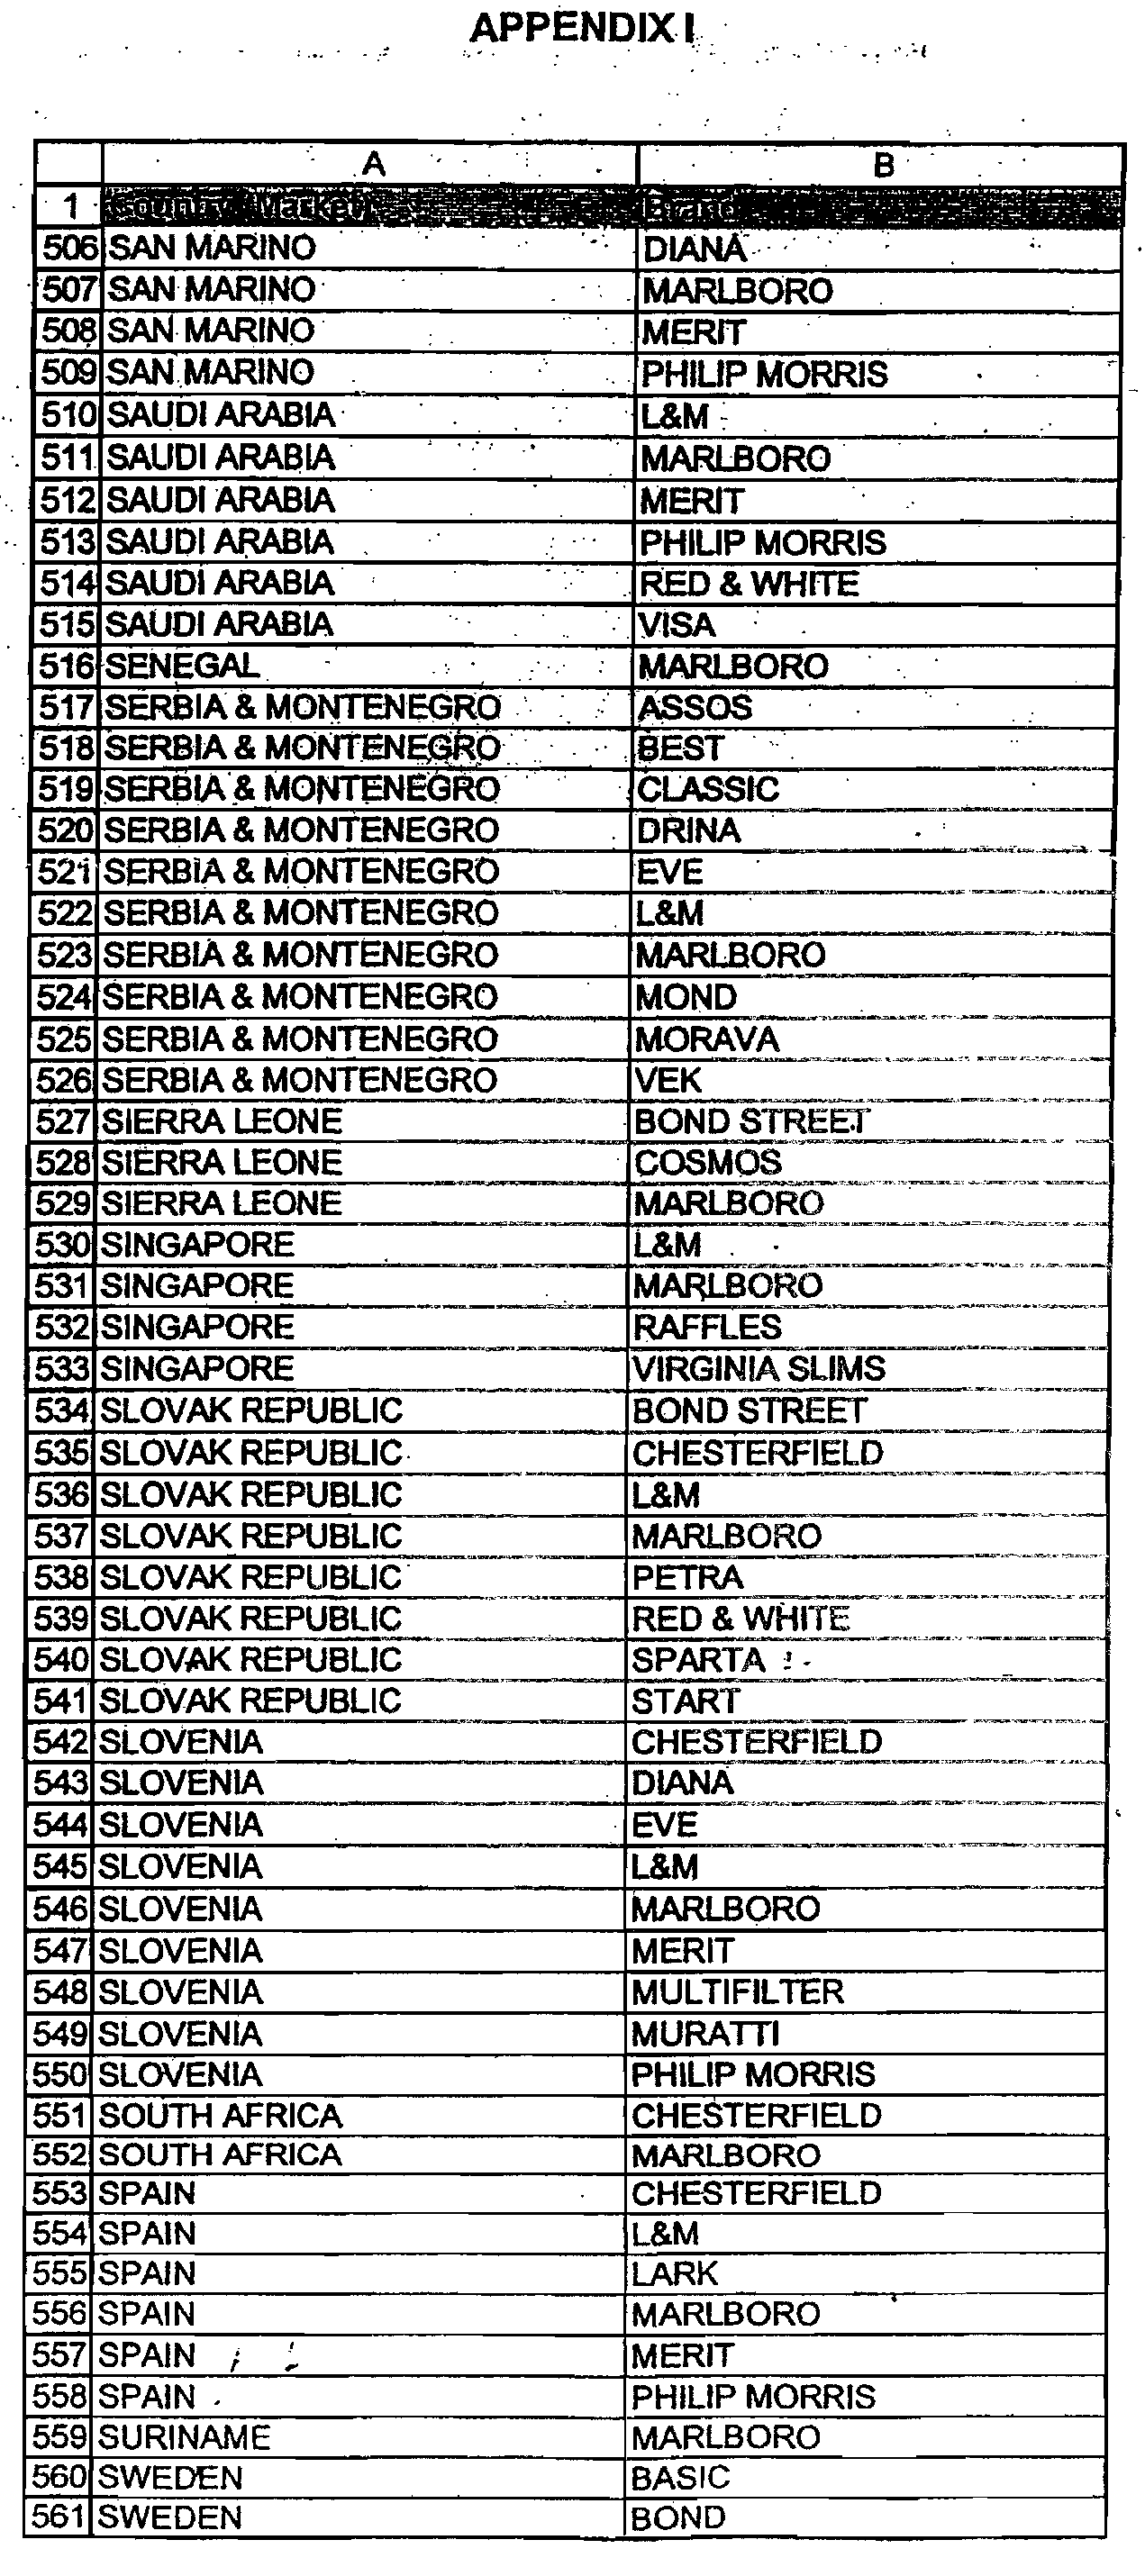 APPENDIX I
A B
1 Country (Market) Brand
506 SAN MARINO DIANA
507 SAN MARINO MARLBORO
508 SAN MARINO MERIT
509 SAN MARINO PHILIP MORRIS
510 SAUDI ARABIA L&M
511 SAUDI ARABIA MARLBORO
512 SAUDI ARABIA MERIT
513 SAUDI ARABIA PHILIP MORRIS
514 SAUDI ARABIA RED & WHITE
515 SAUDI ARABIA VISA
516 SENEGAL MARLBORO
517 SERBIA & MONTENEGRO ASSOS
518 SERBIA & MONTENEGRO BEST
519 SERBIA & MONTENEGRO CLASSIC
520 SERBIA & MONTENEGRO DRINA
521 SERBIA & MONTENEGRO EVE
522 SERBIA & MONTENEGRO L&M
523 SERBIA & MONTENEGRO MARLBORO
524 SERBIA & MONTENEGRO MOND
525 SERBIA & MONTENEGRO MORAVA
526 SERBIA & MONTENEGRO VEK
527 SIERRA LEONE BOND STREET
528 SIERRA LEONE COSMOS
529 SIERRA LEONE MARLBORO
530 SINGAPORE L&M
531 SINGAPORE MARLBORO
532 SINGAPORE RAFFLES
533 SINGAPORE VIRGINIA SLIMS
534 SLOVAK REPUBLIC BOND STREET
535 SLOVAK REPUBLIC CHESTERFIELD
536 SLOVAK REPUBLIC L&M
537 SLOVAK REPUBLIC MARLBORO
538 SLOVAK REPUBLIC PETRA
539 SLOVAK REPUBLIC RED & WHITE
540 SLOVAK REPUBLIC SPARTA
541 SLOVAK REPUBLIC START
542 SLOVENIA CHESTERFIELD
543 SLOVENIA DIANA
544 SLOVENIA EVE
545 SLOVENIA L&M
546 SLOVENIA MARLBORO
547 SLOVENIA MERIT
548 SLOVENIA MULTIFILTER
549 SLOVENIA MURATTI
550 SLOVENIA PHILIP MORRIS
551 SOUTH AFRICA CHESTERFIELD
552 SOUTH AFRICA MARLBORO
553 SPAIN CHESTERFIELD
554 SPAIN L&M
555 SPAIN LARK
556 SPAIN MARLBORO
557 SPAIN MERIT
558 SPAIN PHILIP MORRIS
559 SURINAME MARLBORO
560 SWEDEN BASIC
561 SWEDEN BOND